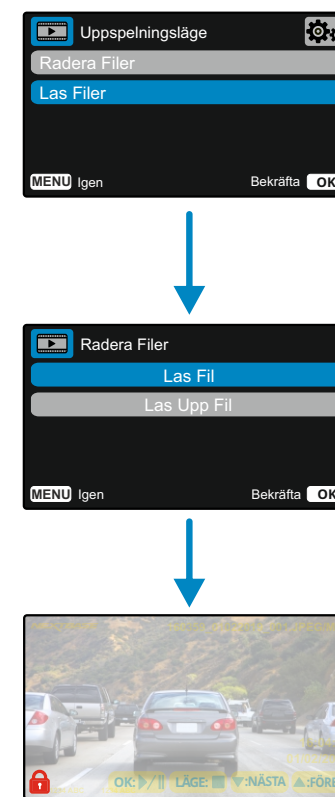 Uppspelningsläge
Radera Filer
Las Filer
MENU Igen Bekräfta OK
Radera Filer
Las Fil
Las Upp Fil
MENU Igen Bekräfta OK
OK: / LÄGE: :NÄSTA :FÖRE